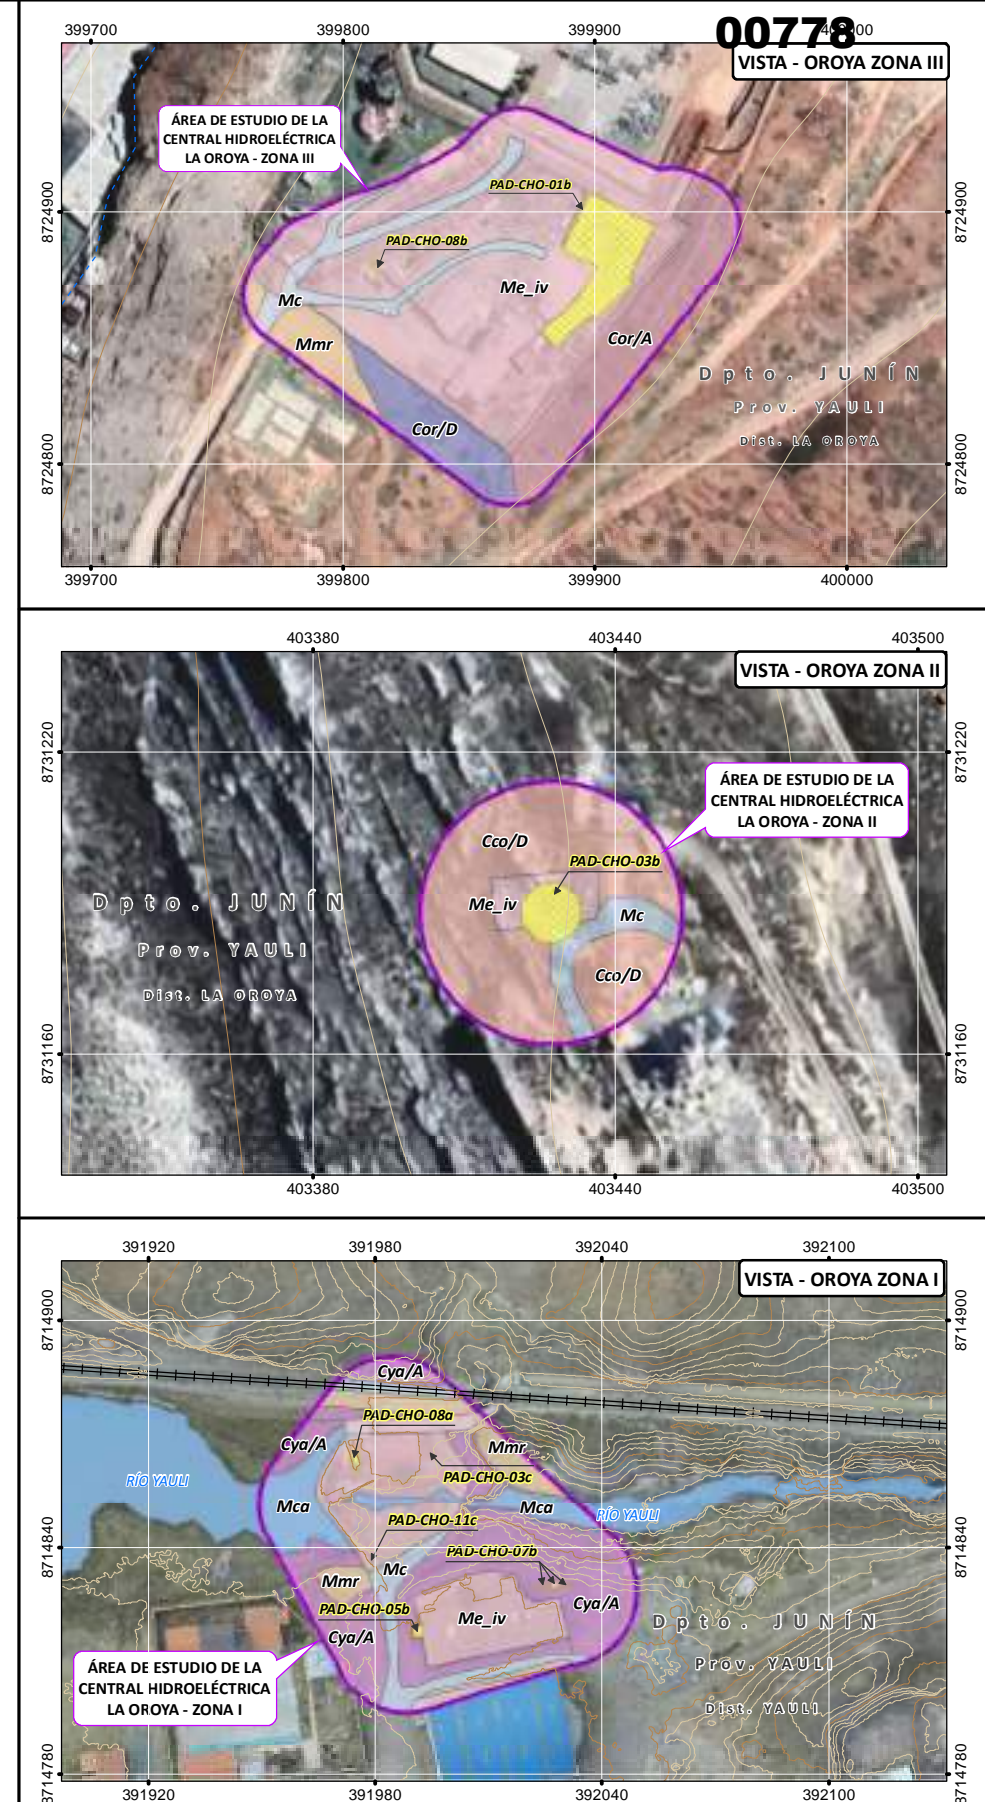 00778
399700 399800 399900 400000
VISTA - OROYA ZONA III
ÁREA DE ESTUDIO DE LA
CENTRAL HIDROELÉCTRICA
LA OROYA - ZONA III
PAD-CHO-01b
8724900 8724900
PAD-CHO-08b
Me_iv
Mc
Mmr
Cor/A
Dpto. JUNÍN
Prov. YAULI
Cor/D
Dist. LA OROYA
8724800 8724800
399700 399800 399900 400000
403380 403440 403500
VISTA - OROYA ZONA II
8731220 8731220
ÁREA DE ESTUDIO DE LA
CENTRAL HIDROELÉCTRICA
LA OROYA - ZONA II
Cco/D
PAD-CHO-03b
Dpto. JUNÍN
Me_iv
Mc
Prov. YAULI
Cco/D
Dist. LA OROYA
8731160 8731160
403380 403440 403500
391920 391980 392040 392100
VISTA - OROYA ZONA I
8714900 8714900
Cya/A
PAD-CHO-08a
Cya/A
Mmr
PAD-CHO-03c
RÍO YAULI
Mca
Mca
RÍO YAULI
PAD-CHO-11c
8714840 8714840
PAD-CHO-07b
Mc
Mmr
Cya/A
PAD-CHO-05b
Me_iv
Dpto. JUNÍN
Cya/A
Prov. YAULI
ÁREA DE ESTUDIO DE LA
CENTRAL HIDROELÉCTRICA
LA OROYA - ZONA I
Dist. YAULI
8714780 8714780
391920 391980 392040 392100